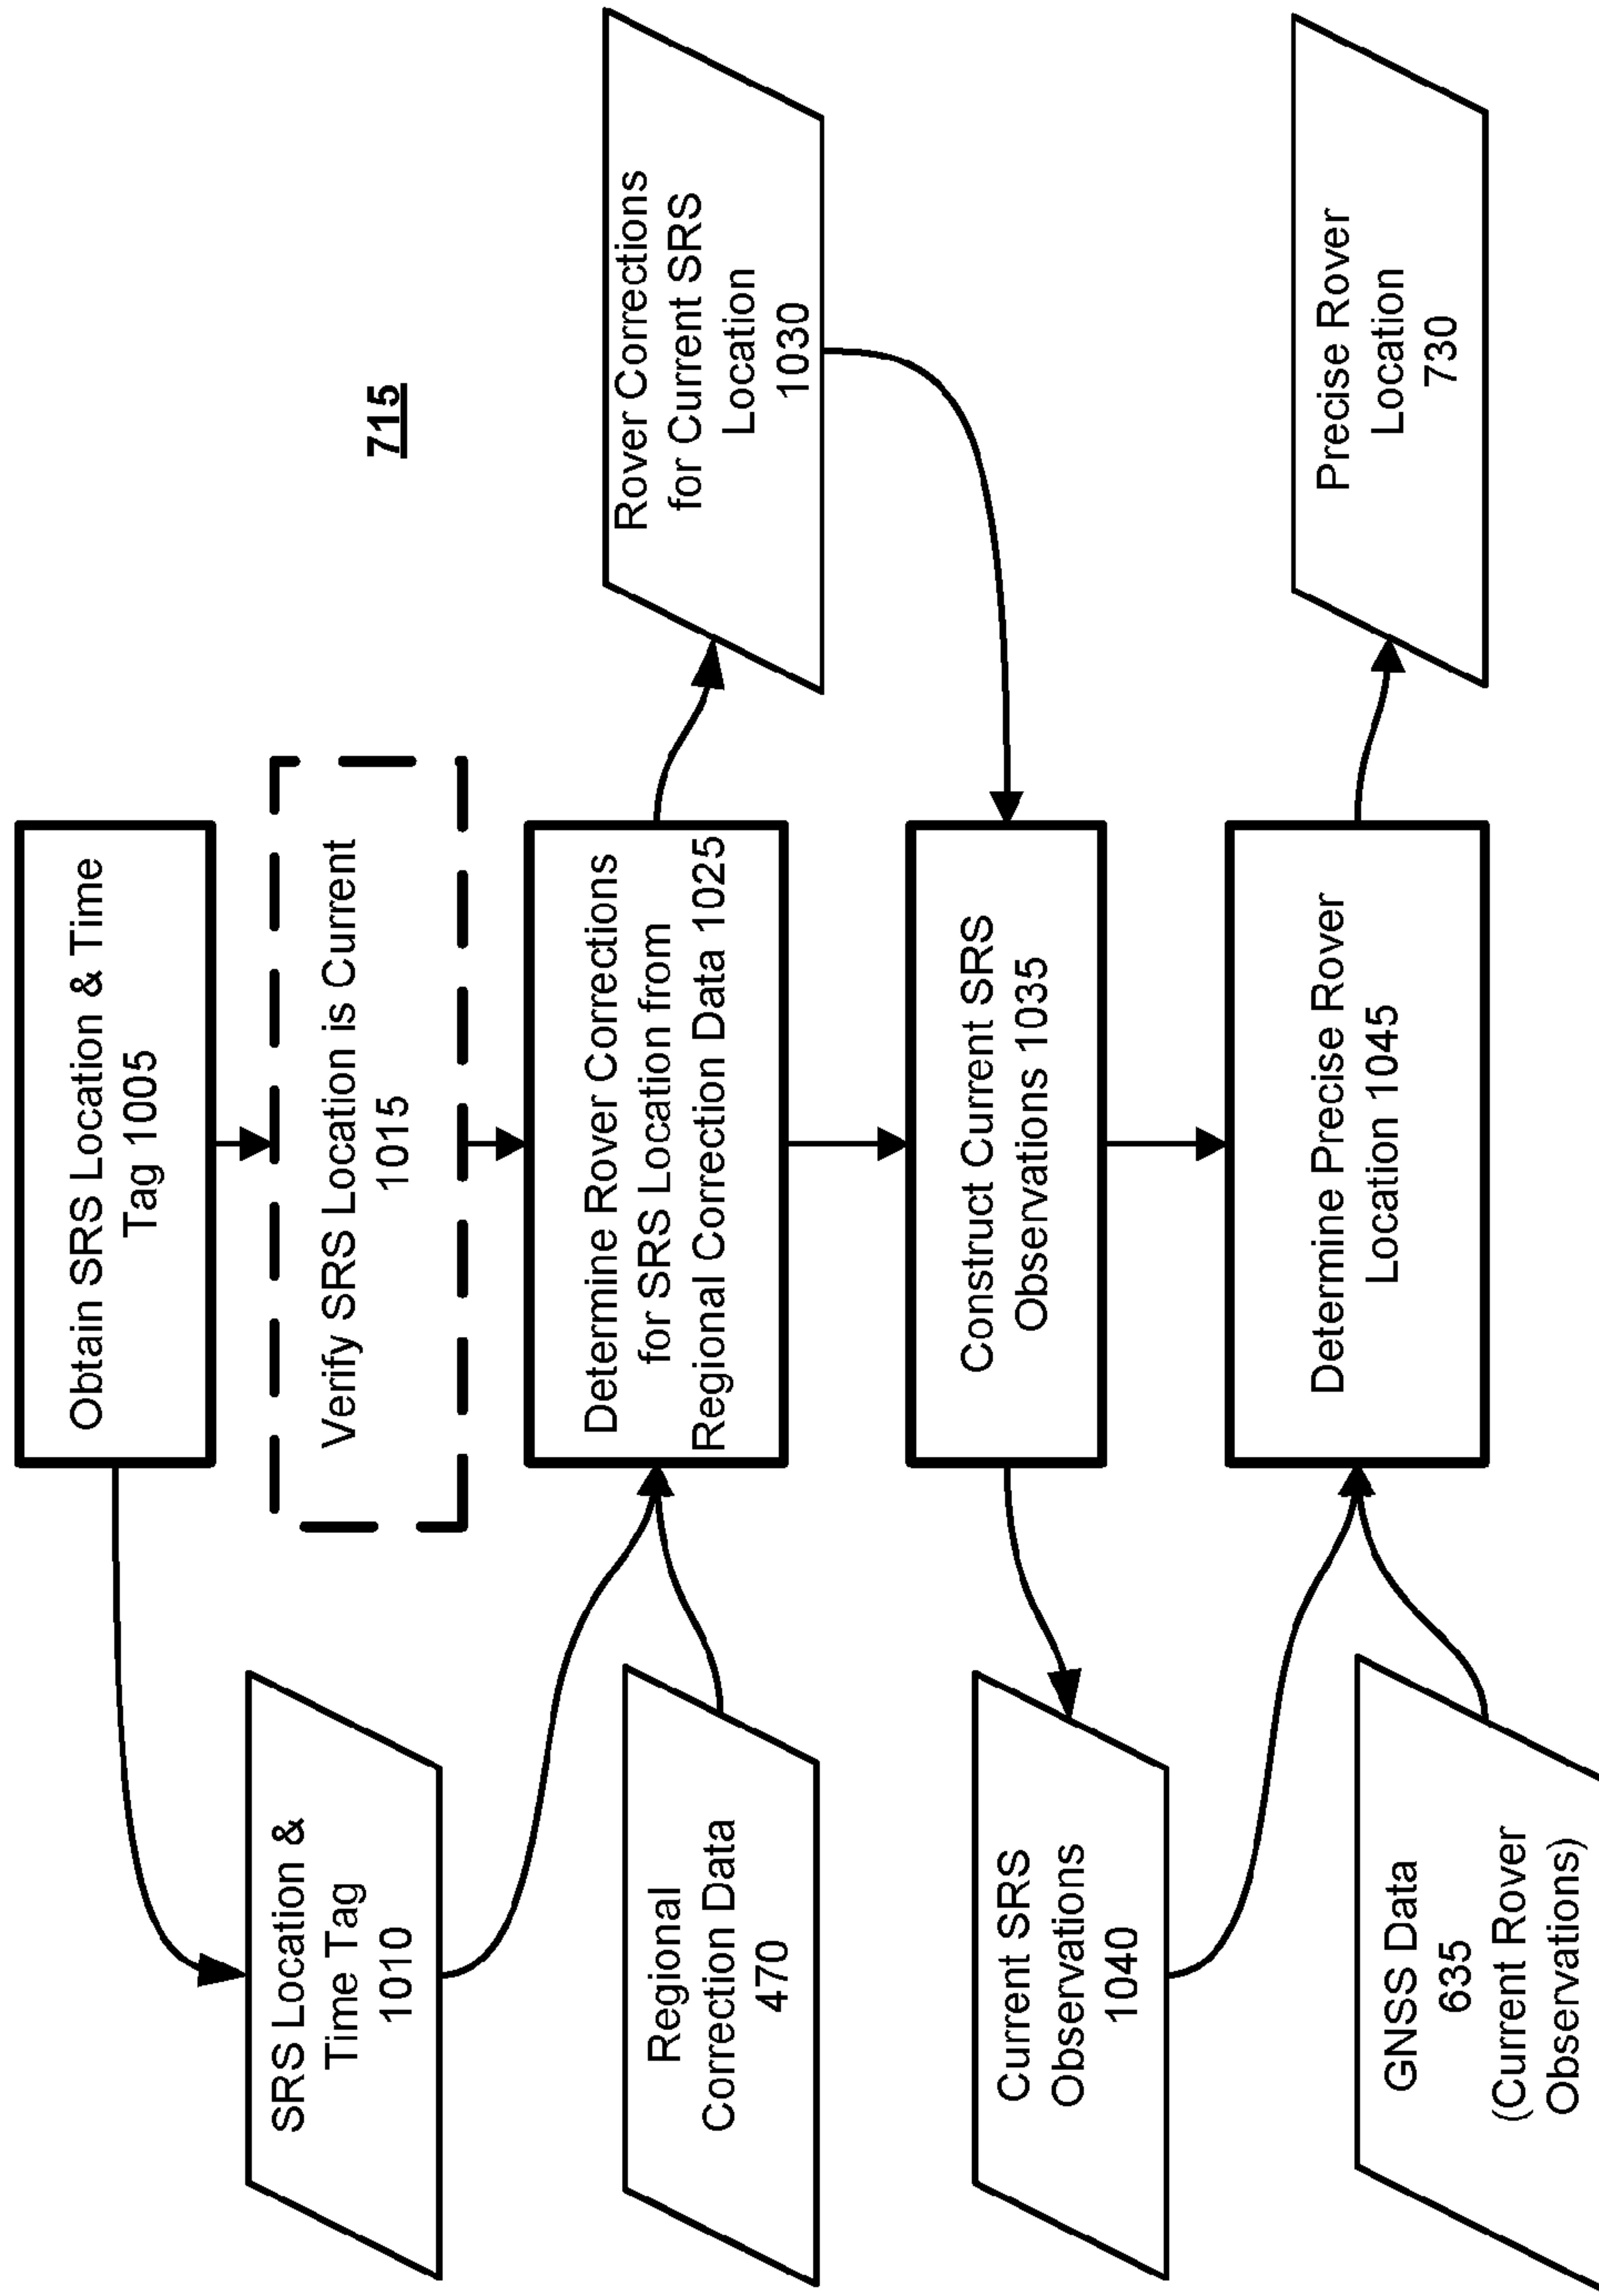 715
Obtain SRS Location & Time
Tag 1005
SRS Location &
Time Tag
1010
Verify SRS Location is Current
1015
Regional
Correction Data
470
Determine Rover Corrections
for SRS Location from
Regional Correction Data 1025
Rover Corrections
for Current SRS
Location
1030
Construct Current SRS
Observations 1035
Current SRS
Observations
1040
GNSS Data
635
(Current Rover
Observations)
Determine Precise Rover
Location 1045
Precise Rover
Location
730